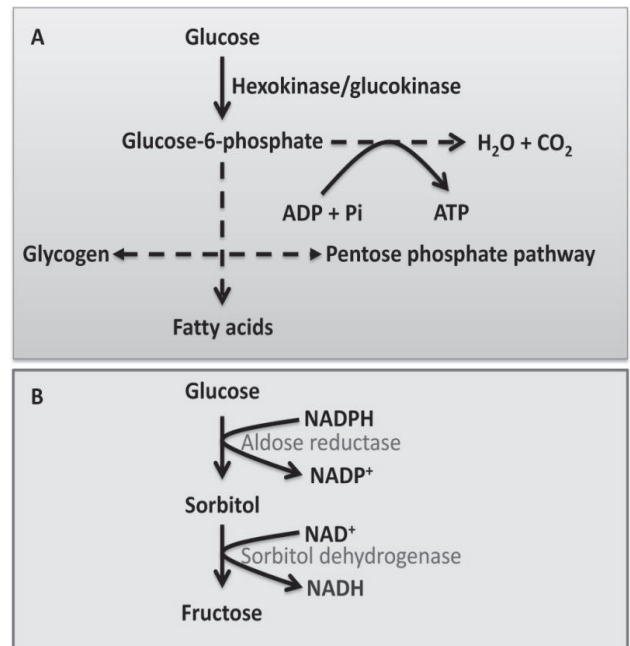 A
Glucose
Hexokinase/glucokinase
Glucose-6-phosphate
H₂O + CO₂
ADP + Pi
ATP
Glycogen
Pentose phosphate pathway
Fatty acids
B
Glucose
NADPH
Aldose reductase
NADP⁺
Sorbitol
NAD⁺
Sorbitol dehydrogenase
NADH
Fructose